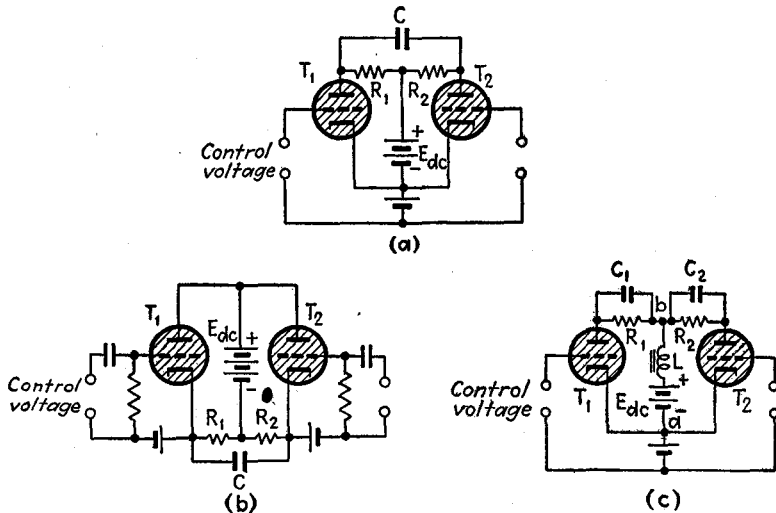 C
T1
T2
R1
R2
+
Edc
-
Control
voltage
(a)
T1
T2
Edc
+
-
R1
R2
C
Control
voltage
(b)
C1
C2
b
R1
R2
L
+
T1
T2
Edc
-
a
Control
voltage
(c)